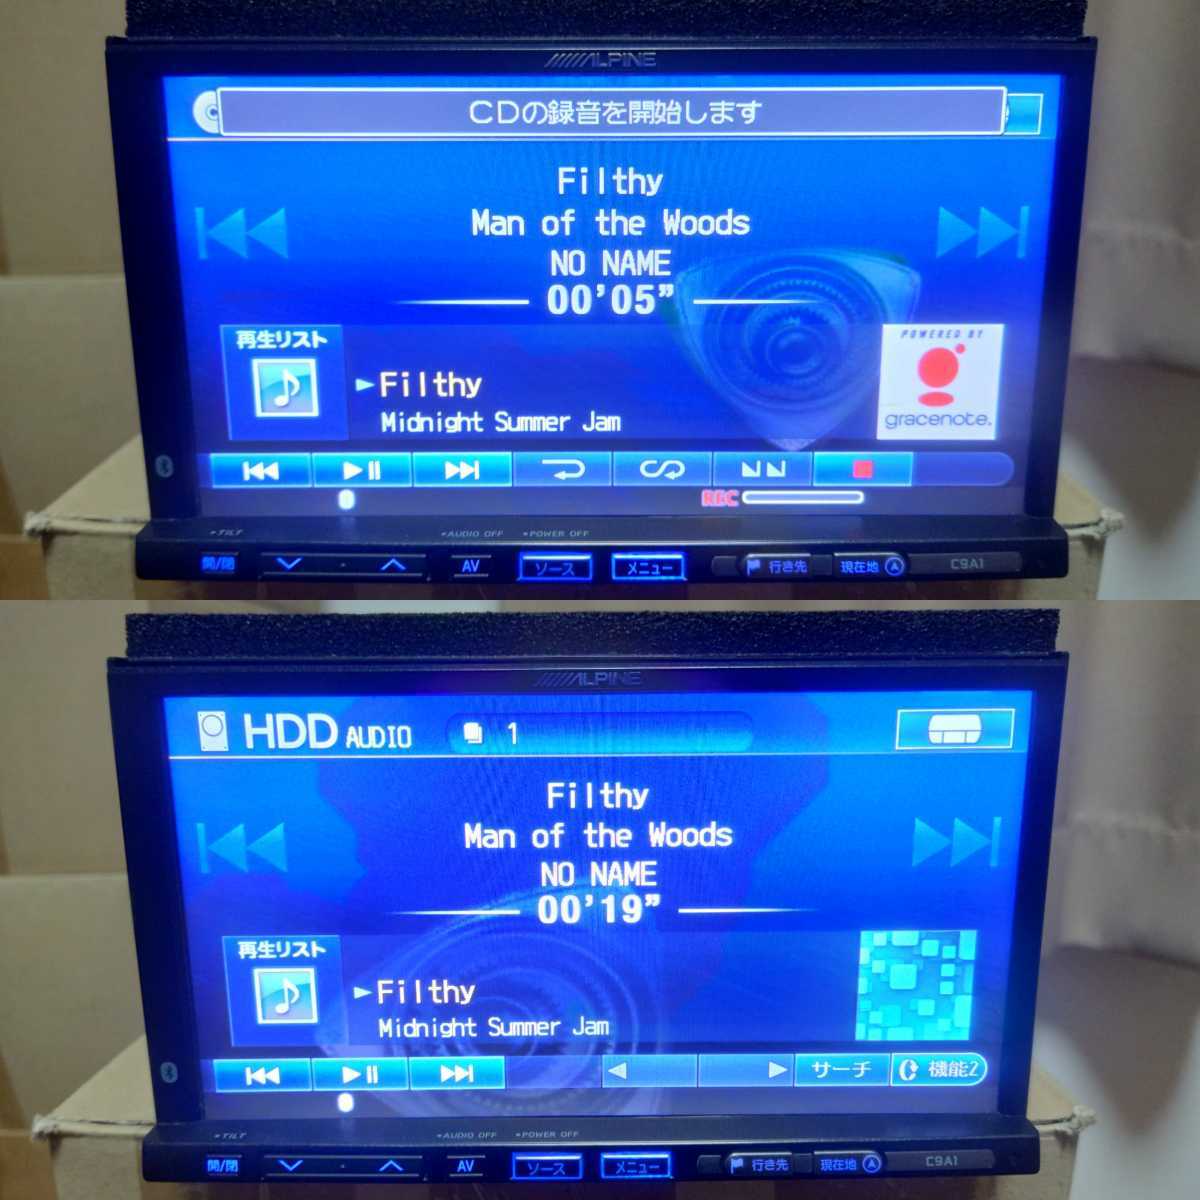 ALPINE
CDの録音を開始します
Filthy
Man of the Woods
NO NAME
00'05"
再生リスト
►Filthy
Midnight Summer Jam
POWERED BY
gracenote.
REC
TILT
AUDIO OFF
POWER OFF
開/閉
AV
ソース
メニュー
行き先
現在地
C9A1
ALPINE
HDD AUDIO
1
Filthy
Man of the Woods
NO NAME
00'19"
再生リスト
►Filthy
Midnight Summer Jam
サーチ
機能2
TILT
AUDIO OFF
POWER OFF
開/閉
AV
ソース
メニュー
行き先
現在地
C9A1